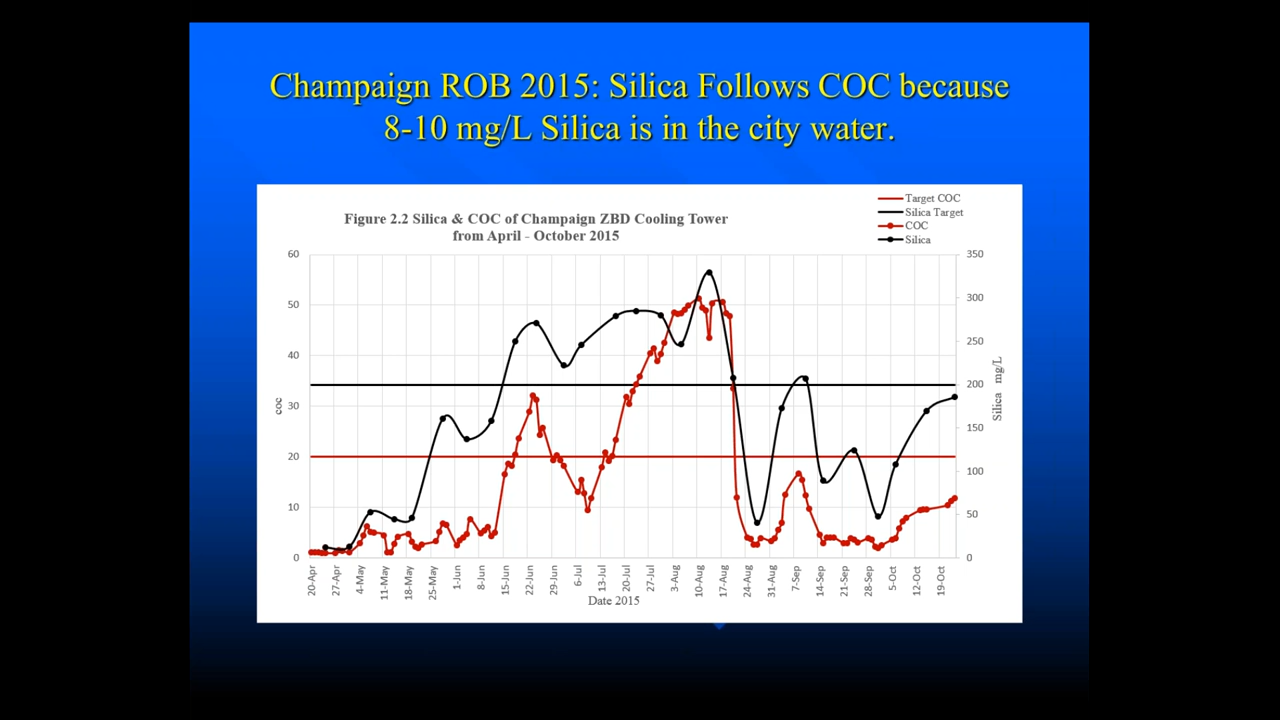 Champaign ROB 2015: Silica Follows COC because
8-10 mg/L Silica is in the city water.
Figure 2.2 Silica & COC of Champaign ZBD Cooling Tower
from April - October 2015
Target COC
Silica Target
COC
Silica
60
50
40
30
20
10
0
coc
350
300
250
200
150
100
50
0
Silica mg/L
20-Apr
27-Apr
4-May
11-May
18-May
25-May
1-Jun
8-Jun
15-Jun
22-Jun
29-Jun
6-Jul
13-Jul
20-Jul
27-Jul
3-Aug
10-Aug
17-Aug
24-Aug
31-Aug
7-Sep
14-Sep
21-Sep
28-Sep
5-Oct
12-Oct
19-Oct
Date 2015